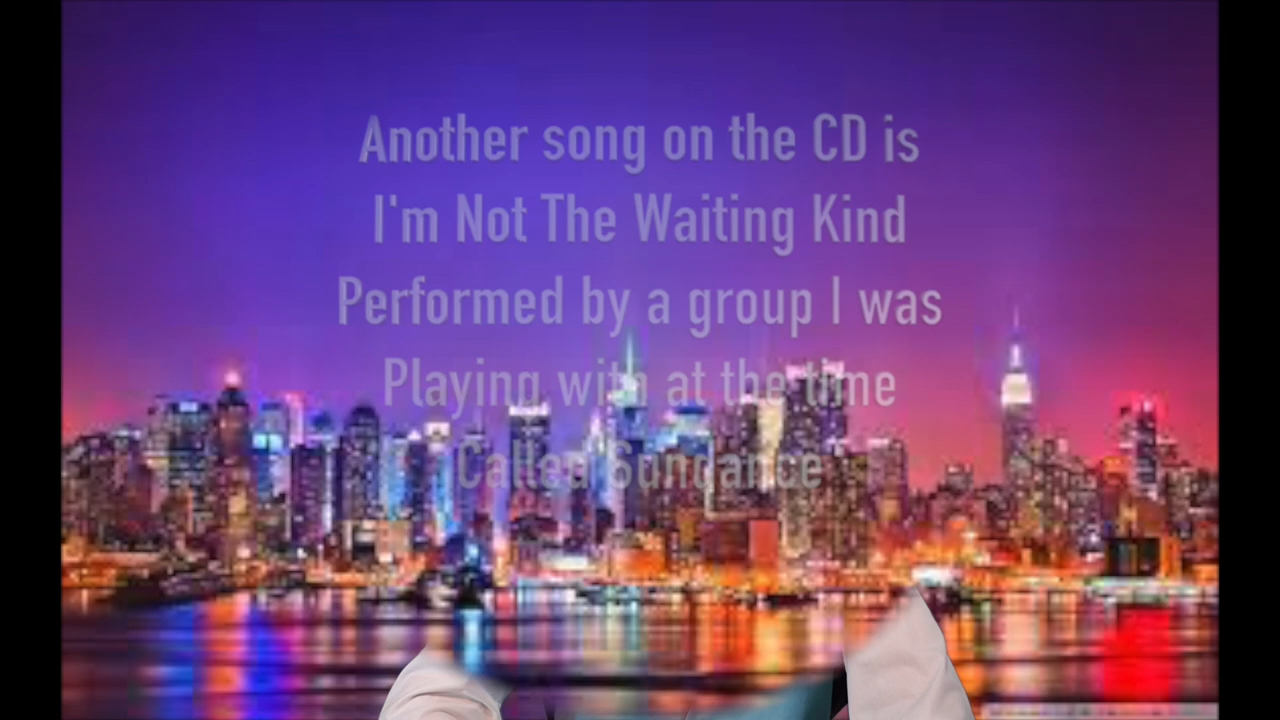 Another song on the CD is
I'm Not The Waiting Kind
Performed by a group I was
Playing with at the time
Called Sundance